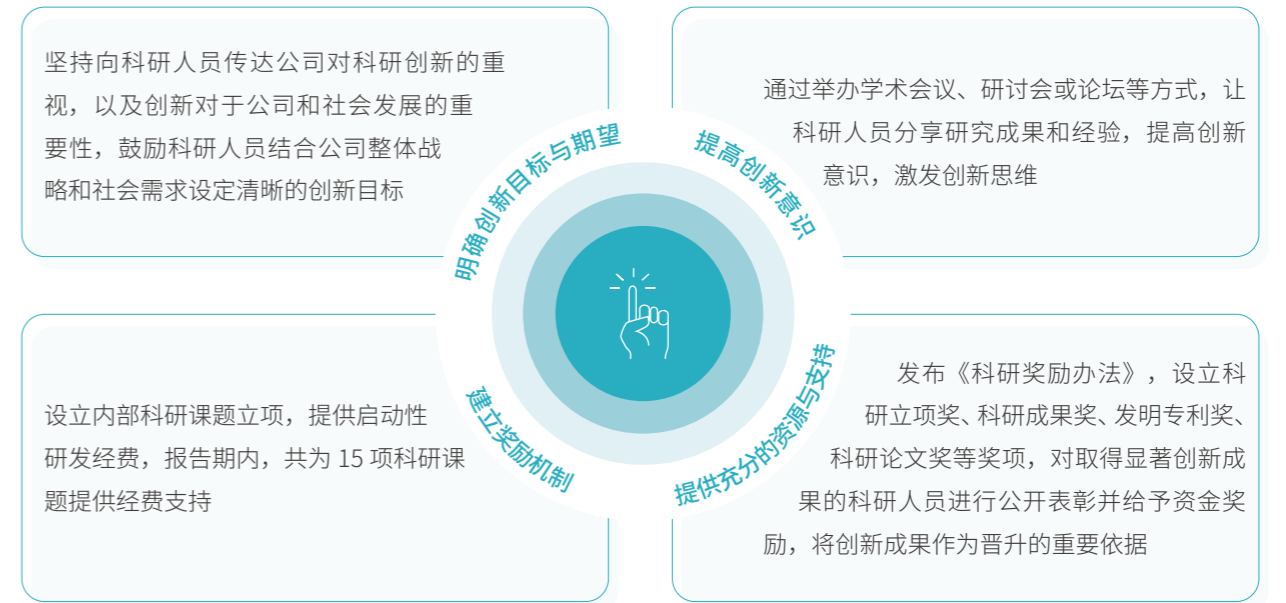 坚持向科研人员传达公司对科研创新的重
视，以及创新对于公司和社会发展的重
要性，鼓励科研人员结合公司整体战
略和社会需求设定清晰的创新目标
明确创新目标与期望
提高创新意识
通过举办学术会议、研讨会或论坛等方式，让
科研人员分享研究成果和经验，提高创新
意识，激发创新思维
设立内部科研课题立项，提供启动性
研发经费，报告期内，共为 15 项科研课
题提供经费支持
建立奖励机制
提供充分的资源与支持
发布《科研奖励办法》，设立科
研立项奖、科研成果奖、发明专利奖、
科研论文奖等奖项，对取得显著创新成
果的科研人员进行公开表彰并给予资金奖
励，将创新成果作为晋升的重要依据